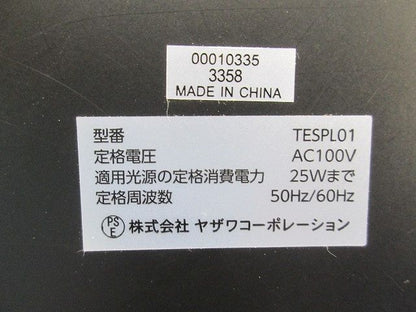 00010335
3358
MADE IN CHINA
型番 TESPL01
定格電圧 AC100V
適用光源の定格消費電力 25Wまで
定格周波数 50Hz/60Hz
PSE 株式会社 ヤザワコーポレーション